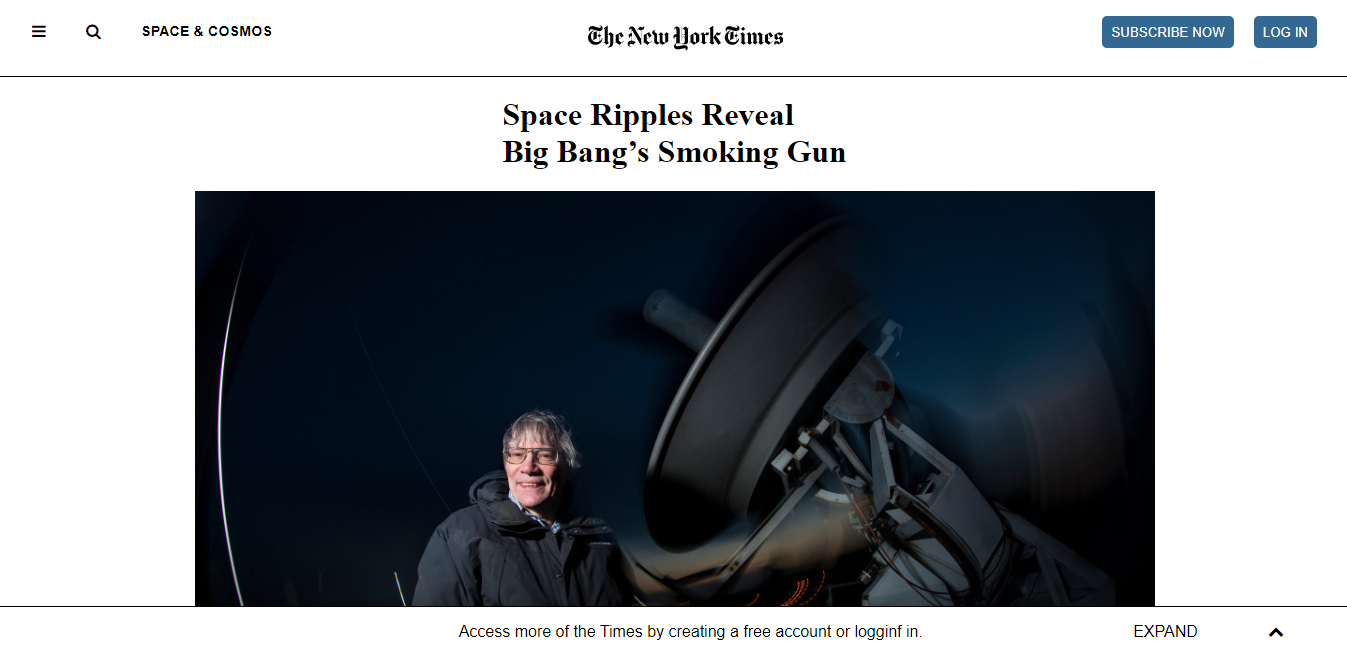 SPACE & COSMOS
The New York Times
SUBSCRIBE NOW
LOG IN
Space Ripples Reveal
Big Bang’s Smoking Gun
Access more of the Times by creating a free account or logginf in.
EXPAND